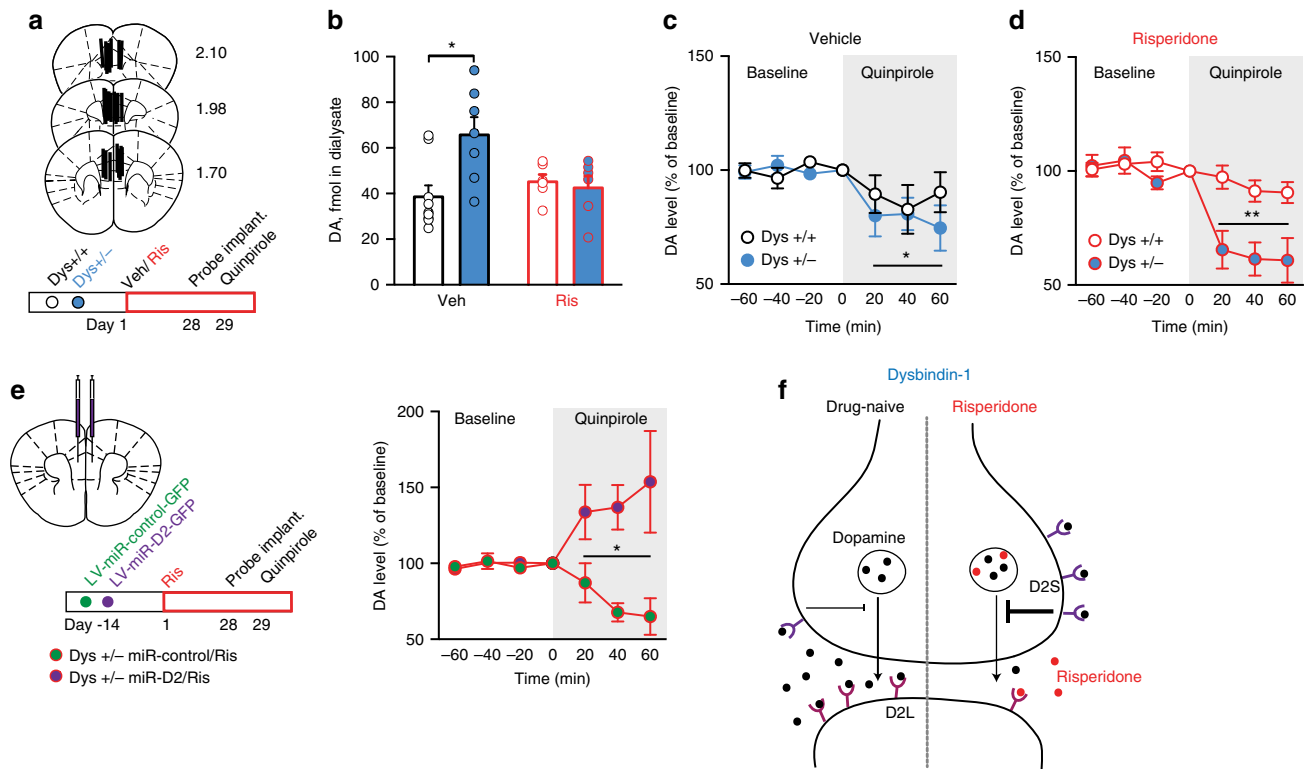 a
2.10
1.98
1.70
Dys+/+
Dys+/−
Veh/ Ris
Probe implant.
Quinpirole
Day 1
28
29
b
DA, fmol in dialysate
100
80
60
40
20
0
*
Veh
Ris
c
Vehicle
Baseline
Quinpirole
DA level (% of baseline)
150
100
50
Dys +/+
Dys +/−
*
−60 −40 −20 0 20 40 60
Time (min)
d
Risperidone
Baseline
Quinpirole
DA level (% of baseline)
150
100
50
**
Dys +/+
Dys +/−
−60 −40 −20 0 20 40 60
Time (min)
e
LV-miR-control-GFP
LV-miR-D2-GFP
Ris
Probe implant.
Quinpirole
Day -14
1
28
29
Dys +/− miR-control/Ris
Dys +/− miR-D2/Ris
Baseline
Quinpirole
DA level (% of baseline)
200
150
100
50
*
−60 −40 −20 0 20 40 60
Time (min)
f
Dysbindin-1
Drug-naive
Risperidone
Dopamine
D2S
Risperidone
D2L